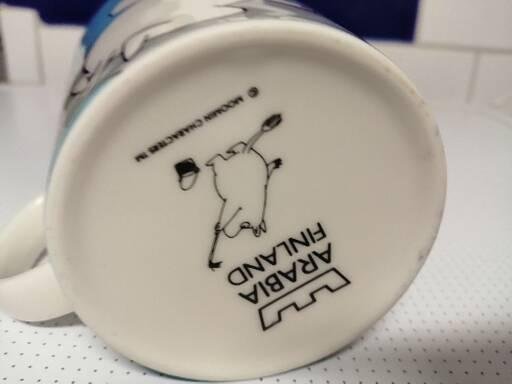 © MOOMIN CHARACTERS TM
ARABIA
FINLAND